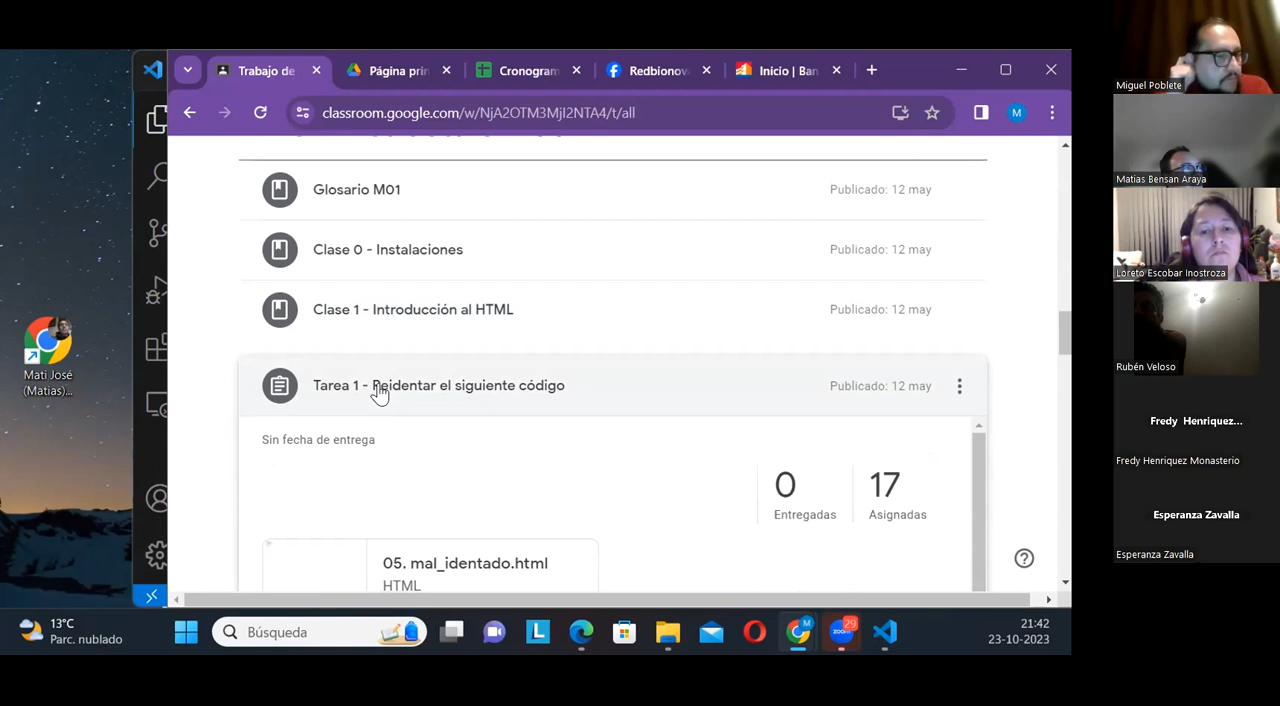 Trabajo de
Página prin
Cronogram
Redbionov
Inicio | Ban
classroom.google.com/w/NjA2OTM3MjI2NTA4/t/all
M
Glosario M01
Publicado: 12 may
Clase 0 - Instalaciones
Publicado: 12 may
Clase 1 - Introducción al HTML
Publicado: 12 may
Tarea 1 - Reidentar el siguiente código
Publicado: 12 may
Sin fecha de entrega
0
17
Entregadas
Asignadas
05. mal_identado.html
HTML
Mati José
(Matias)...
13°C
Parc. nublado
Búsqueda
L
M
zoom
29
21:42
23-10-2023
Miguel Poblete
Matias Bensan Araya
Loreto Escobar Inostroza
Rubén Veloso
Fredy Henriquez...
Fredy Henriquez Monasterio
Esperanza Zavalla
Esperanza Zavalla